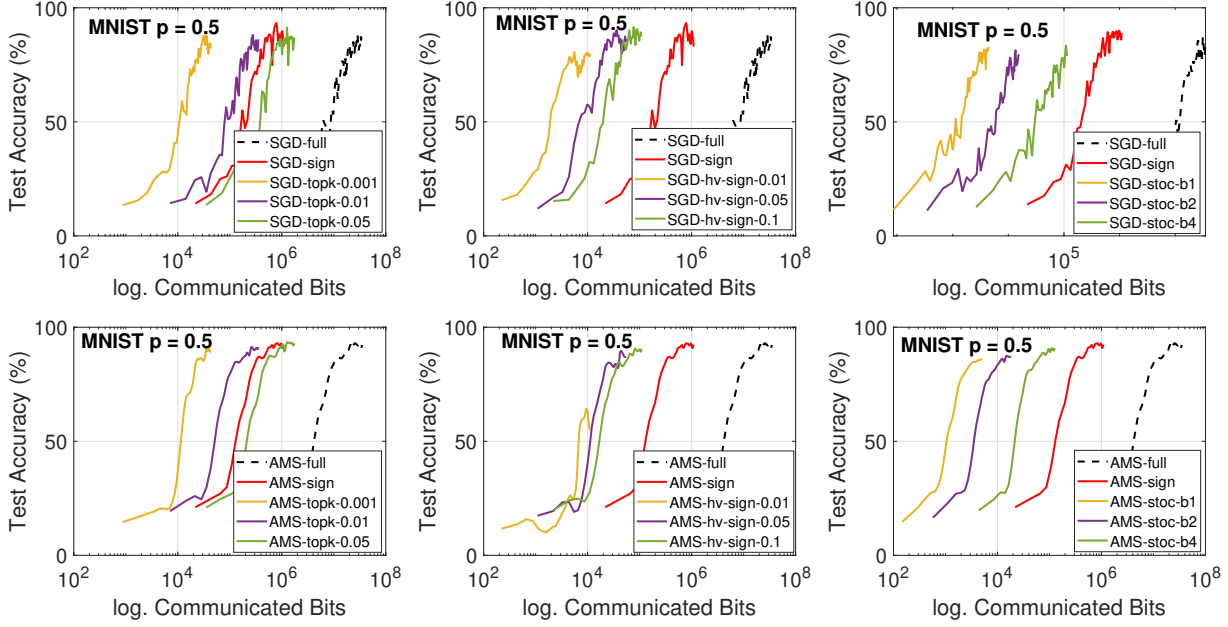 MNIST p = 0.5
Test Accuracy (%)
100
50
0
SGD-full
SGD-sign
SGD-topk-0.001
SGD-topk-0.01
SGD-topk-0.05
10^2 10^4 10^6 10^8
log. Communicated Bits
MNIST p = 0.5
Test Accuracy (%)
100
50
0
SGD-full
SGD-sign
SGD-hv-sign-0.01
SGD-hv-sign-0.05
SGD-hv-sign-0.1
10^2 10^4 10^6 10^8
log. Communicated Bits
MNIST p = 0.5
Test Accuracy (%)
100
50
0
SGD-full
SGD-sign
SGD-stoc-b1
SGD-stoc-b2
SGD-stoc-b4
10^5
log. Communicated Bits
MNIST p = 0.5
Test Accuracy (%)
100
50
0
AMS-full
AMS-sign
AMS-topk-0.001
AMS-topk-0.01
AMS-topk-0.05
10^2 10^4 10^6 10^8
log. Communicated Bits
MNIST p = 0.5
Test Accuracy (%)
100
50
0
AMS-full
AMS-sign
AMS-hv-sign-0.01
AMS-hv-sign-0.05
AMS-hv-sign-0.1
10^2 10^4 10^6 10^8
log. Communicated Bits
MNIST p = 0.5
Test Accuracy (%)
100
50
0
AMS-full
AMS-sign
AMS-stoc-b1
AMS-stoc-b2
AMS-stoc-b4
10^2 10^4 10^6 10^8
log. Communicated Bits